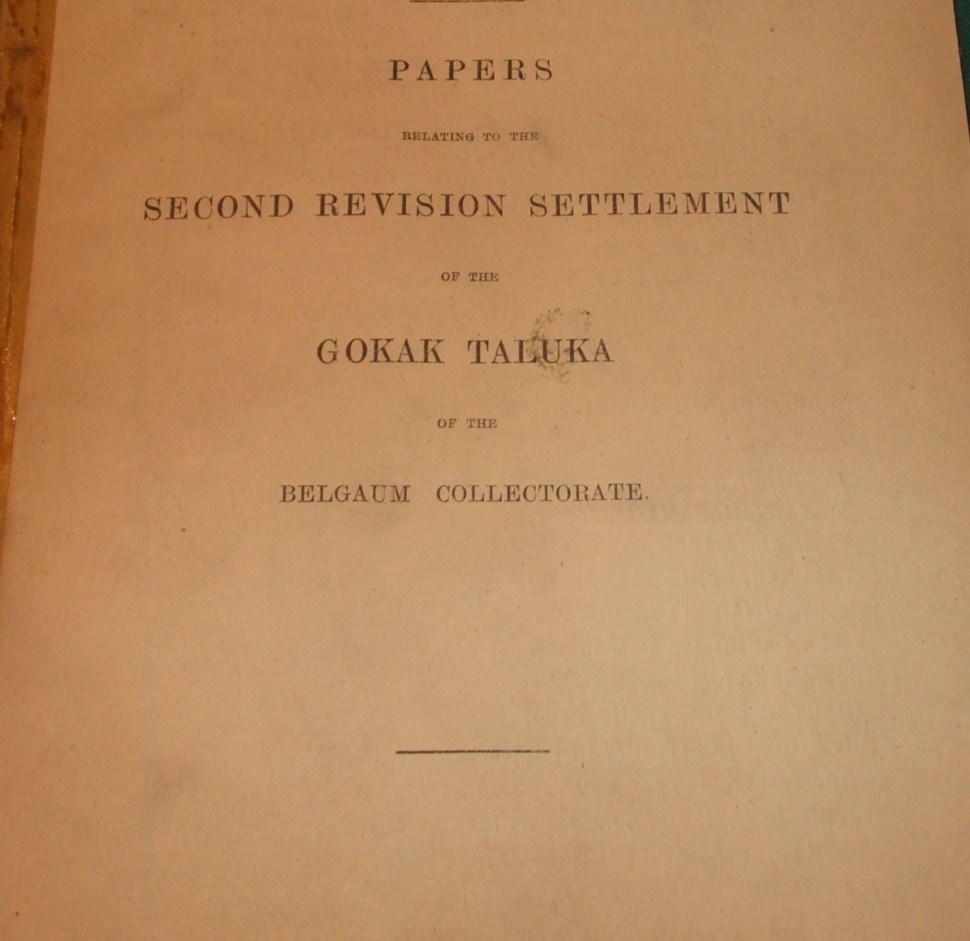 PAPERS
RELATING TO THE
SECOND REVISION SETTLEMENT
OF THE
GOKAK TALUKA
OF THE
BELGAUM COLLECTORATE.